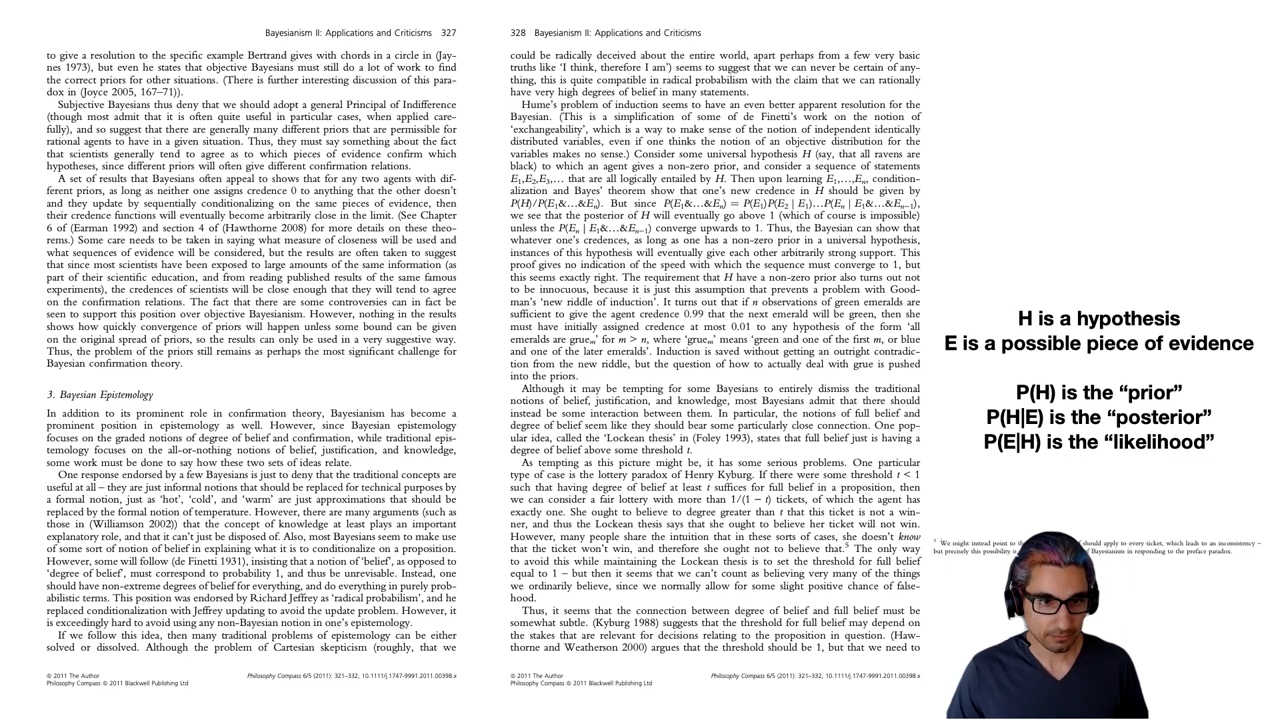 Bayesianism II: Applications and Criticisms 327
to give a resolution to the specific example Bertrand gives with chords in a circle in (Jay-
nes 1973), but even he states that objective Bayesians must still do a lot of work to find
the correct priors for other situations. (There is further interesting discussion of this para-
dox in (Joyce 2005, 167–71)).
Subjective Bayesians thus deny that we should adopt a general Principal of Indifference
(though most admit that it is often quite useful in particular cases, when applied care-
fully), and so suggest that there are generally many different priors that are permissible for
rational agents to have in a given situation. Thus, they must say something about the fact
that scientists generally tend to agree as to which pieces of evidence confirm which
hypotheses, since different priors will often give different confirmation relations.
A set of results that Bayesians often appeal to shows that for any two agents with dif-
ferent priors, as long as neither one assigns credence 0 to anything that the other doesn't
and they update by sequentially conditionalizing on the same pieces of evidence, then
their credence functions will eventually become arbitrarily close in the limit. (See Chapter
6 of (Earman 1992) and section 4 of (Hawthorne 2008) for more details on these theo-
rems.) Some care needs to be taken in saying what measure of closeness will be used and
what sequences of evidence will be considered, but the results are often taken to suggest
that since most scientists have been exposed to large amounts of the same information (as
part of their scientific education, and from reading published results of the same famous
experiments), the credences of scientists will be close enough that they will tend to agree
on the confirmation relations. The fact that there are some controversies can in fact be
seen to support this position over objective Bayesianism. However, nothing in the results
shows how quickly convergence of priors will happen unless some bound can be given
on the original spread of priors, so the results can only be used in a very suggestive way.
Thus, the problem of the priors still remains as perhaps the most significant challenge for
Bayesian confirmation theory.
3. Bayesian Epistemology
In addition to its prominent role in confirmation theory, Bayesianism has become a
prominent position in epistemology as well. However, since Bayesian epistemology
focuses on the graded notions of degree of belief and confirmation, while traditional epis-
temology focuses on the all-or-nothing notions of belief, justification, and knowledge,
some work must be done to say how these two sets of ideas relate.
One response endorsed by a few Bayesians is just to deny that the traditional concepts are
useful at all – they are just informal notions that should be replaced for technical purposes by
a formal notion, just as 'hot', 'cold', and 'warm' are just approximations that should be
replaced by the formal notion of temperature. However, there are many arguments (such as
those in (Williamson 2002)) that the concept of knowledge at least plays an important
explanatory role, and that it can't just be disposed of. Also, most Bayesians seem to make use
of some sort of notion of belief in explaining what it is to conditionalize on a proposition.
However, some will follow (de Finetti 1931), insisting that a notion of 'belief', as opposed to
'degree of belief', must correspond to probability 1, and thus be unrevisable. Instead, one
should have non-extreme degrees of belief for everything, and do everything in purely prob-
abilistic terms. This position was endorsed by Richard Jeffrey as 'radical probabilism', and he
replaced conditionalization with Jeffrey updating to avoid the update problem. However, it
is exceedingly hard to avoid using any non-Bayesian notion in one's epistemology.
If we follow this idea, then many traditional problems of epistemology can be either
solved or dissolved. Although the problem of Cartesian skepticism (roughly, that we
© 2011 The Author
Philosophy Compass © 2011 Blackwell Publishing Ltd
Philosophy Compass 6/5 (2011): 321–332, 10.1111/j.1747-9991.2011.00398.x
328 Bayesianism II: Applications and Criticisms
could be radically deceived about the entire world, apart perhaps from a few very basic
truths like 'I think, therefore I am') seems to suggest that we can never be certain of any-
thing, this is quite compatible in radical probabilism with the claim that we can rationally
have very high degrees of belief in many statements.
Hume's problem of induction seems to have an even better apparent resolution for the
Bayesian. (This is a simplification of some of de Finetti's work on the notion of
'exchangeability', which is a way to make sense of the notion of independent identically
distributed variables, even if one thinks the notion of an objective distribution for the
variables makes no sense.) Consider some universal hypothesis H (say, that all ravens are
black) to which an agent gives a non-zero prior, and consider a sequence of statements
E1,E2,E3,... that are all logically entailed by H. Then upon learning E1,...,En, condition-
alization and Bayes' theorem show that one's new credence in H should be given by
P(H)/P(E1&...&En). But since P(E1&...&En) = P(E1)P(E2 | E1)...P(En | E1&...&En−1),
we see that the posterior of H will eventually go above 1 (which of course is impossible)
unless the P(En | E1&...&En−1) converge upwards to 1. Thus, the Bayesian can show that
whatever one's credences, as long as one has a non-zero prior in a universal hypothesis,
instances of this hypothesis will eventually give each other arbitrarily strong support. This
proof gives no indication of the speed with which the sequence must converge to 1, but
this seems exactly right. The requirement that H have a non-zero prior also turns out not
to be innocuous, because it is just this assumption that prevents a problem with Good-
man's 'new riddle of induction'. It turns out that if n observations of green emeralds are
sufficient to give the agent credence 0.99 that the next emerald will be green, then she
must have initially assigned credence at most 0.01 to any hypothesis of the form 'all
emeralds are gruem' for m > n, where 'gruem' means 'green and one of the first m, or blue
and one of the later emeralds'. Induction is saved without getting an outright contradic-
tion from the new riddle, but the question of how to actually deal with grue is pushed
into the priors.
Although it may be tempting for some Bayesians to entirely dismiss the traditional
notions of belief, justification, and knowledge, most Bayesians admit that there should
instead be some interaction between them. In particular, the notions of full belief and
degree of belief seem like they should bear some particularly close connection. One pop-
ular idea, called the 'Lockean thesis' in (Foley 1993), states that full belief just is having a
degree of belief above some threshold t.
As tempting as this picture might be, it has some serious problems. One particular
type of case is the lottery paradox of Henry Kyburg. If there were some threshold t < 1
such that having degree of belief at least t suffices for full belief in a proposition, then
we can consider a fair lottery with more than 1/(1 − t) tickets, of which the agent has
exactly one. She ought to believe to degree greater than t that this ticket is not a win-
ner, and thus the Lockean thesis says that she ought to believe her ticket will not win.
However, many people share the intuition that in these sorts of cases, she doesn't know
that the ticket won't win, and therefore she ought not to believe that.5 The only way
to avoid this while maintaining the Lockean thesis is to set the threshold for full belief
equal to 1 – but then it seems that we can't count as believing very many of the things
we ordinarily believe, since we normally allow for some slight positive chance of false-
hood.
Thus, it seems that the connection between degree of belief and full belief must be
somewhat subtle. (Kyburg 1988) suggests that the threshold for full belief may depend on
the stakes that are relevant for decisions relating to the proposition in question. (Haw-
thorne and Weatherson 2000) argues that the threshold should be 1, but that we need to
© 2011 The Author
Philosophy Compass © 2011 Blackwell Publishing Ltd
Philosophy Compass 6/5 (2011): 321–332, 10.1111/j.1747-9991.2011.00398.x
H is a hypothesis
E is a possible piece of evidence
P(H) is the “prior”
P(H|E) is the “posterior”
P(E|H) is the “likelihood”
We might instead point to th should apply to every ticket, which leads to an inconsistency –
but precisely this possibility is of Bayesianism in responding to the preface paradox.